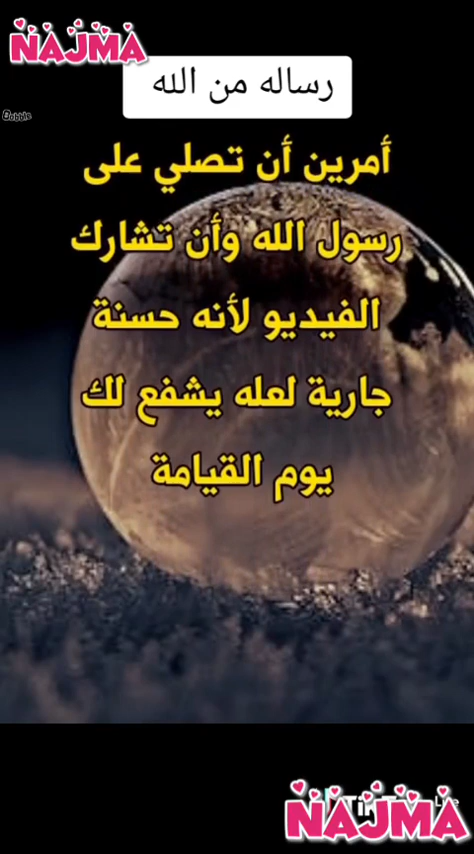 NAJMA
رساله من الله
Bobble
أمرين أن تصلي على
رسول الله وأن تشارك
الفيديو لأنه حسنة
جارية لعله يشفع لك
يوم القيامة
NAJMA